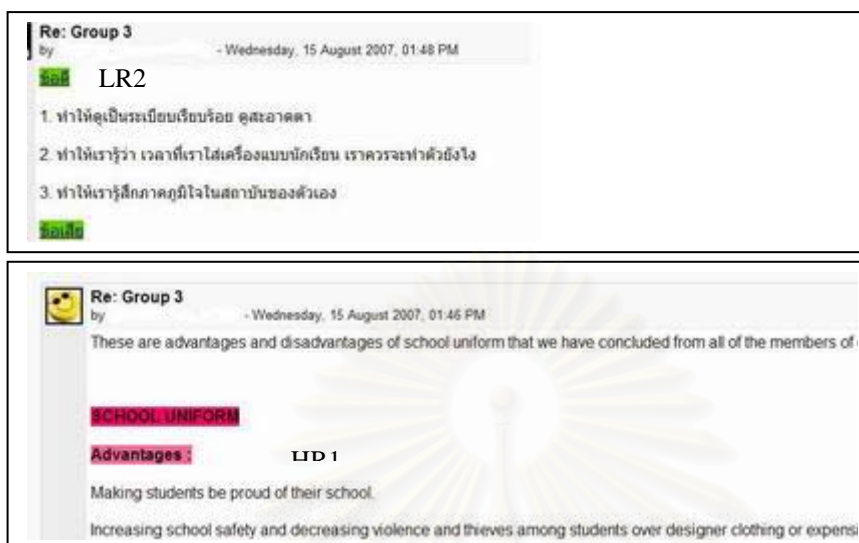 Re: Group 3
by - Wednesday, 15 August 2007, 01:48 PM
ข้อดี LR2
1. ทำให้ดูเป็นระเบียบเรียบร้อย ดูสะอาดตา
2. ทำให้เรารู้ว่า เวลาที่เราใส่เครื่องแบบนักเรียน เราควรจะทำตัวยังไง
3. ทำให้เรารู้สึกภาคภูมิใจในสถาบันของตัวเอง
ข้อเสีย
Re: Group 3
by - Wednesday, 15 August 2007, 01:46 PM
These are advantages and disadvantages of school uniform that we have concluded from all of the members of
SCHOOL UNIFORM
Advantages :
Making students be proud of their school.
Increasing school safety and decreasing violence and thieves among students over designer clothing or